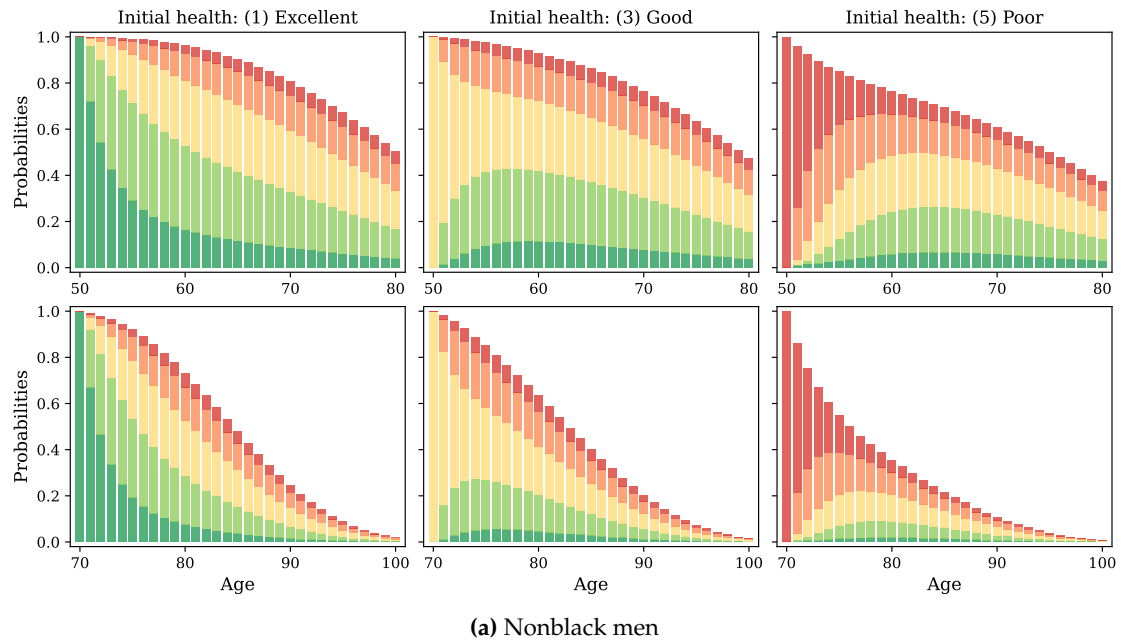 Initial health: (1) Excellent
Initial health: (3) Good
Initial health: (5) Poor
Probabilities
1.0
0.8
0.6
0.4
0.2
0.0
50 60 70 80
50 60 70 80
50 60 70 80
Probabilities
1.0
0.8
0.6
0.4
0.2
0.0
70 80 90 100
70 80 90 100
70 80 90 100
Age
Age
Age
(a) Nonblack men